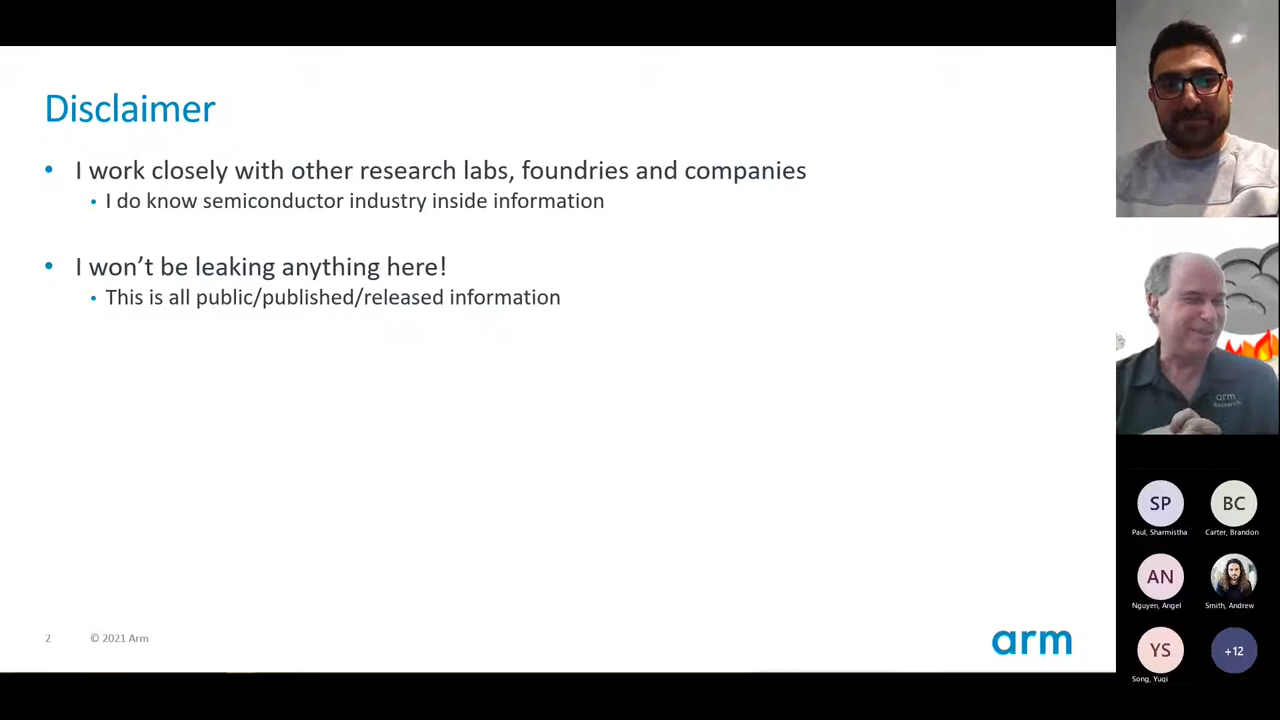 Disclaimer
• I work closely with other research labs, foundries and companies
• I do know semiconductor industry inside information
• I won't be leaking anything here!
• This is all public/published/released information
2 © 2021 Arm
arm
arm
Research
SP
BC
Paul, Sharmistha
Carter, Brandon
AN
Nguyen, Angel
Smith, Andrew
YS
+12
Song, Yuqi